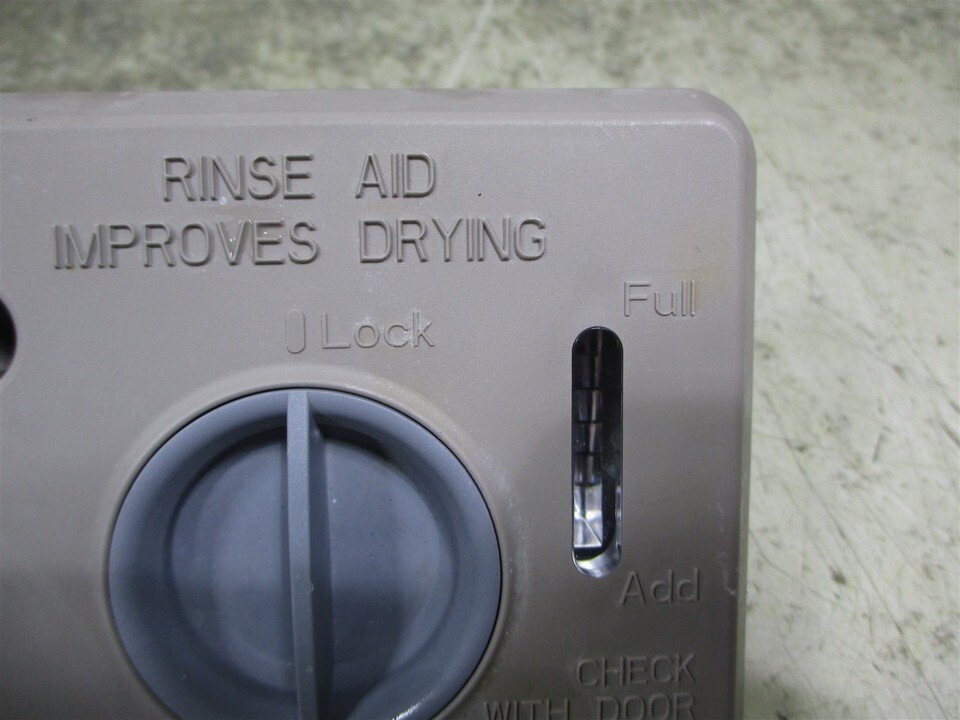 RINSE AID
IMPROVES DRYING
Lock
Full
Add
CHECK
WITH DOOR